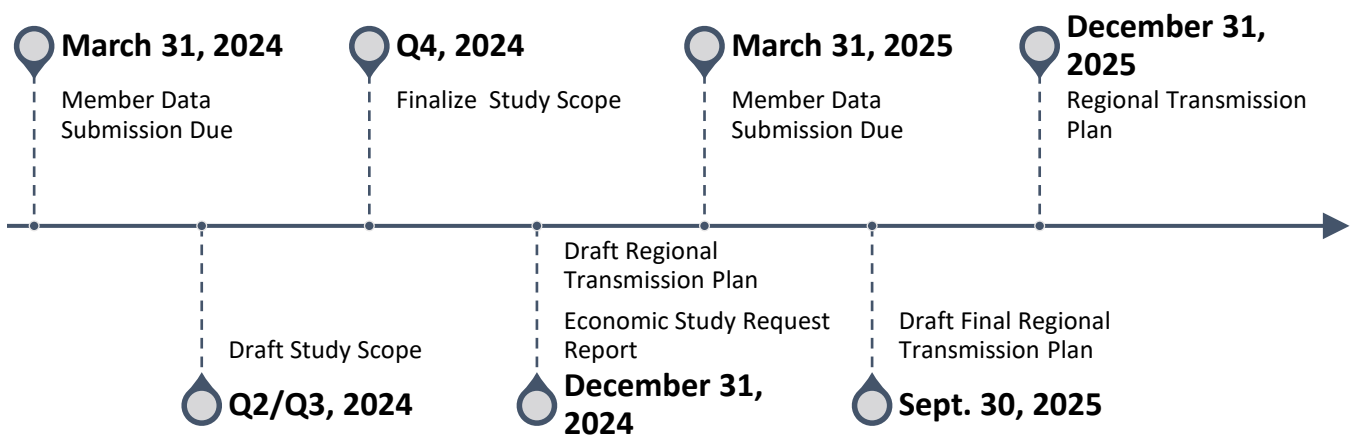 March 31, 2024
Member Data
Submission Due
Q4, 2024
Finalize  Study Scope
March 31, 2025
Member Data
Submission Due
December 31,
2025
Regional Transmission
Plan
Draft Study Scope
Q2/Q3, 2024
Draft Regional
Transmission Plan
Economic Study Request
Report
December 31,
2024
Draft Final Regional
Transmission Plan
Sept. 30, 2025